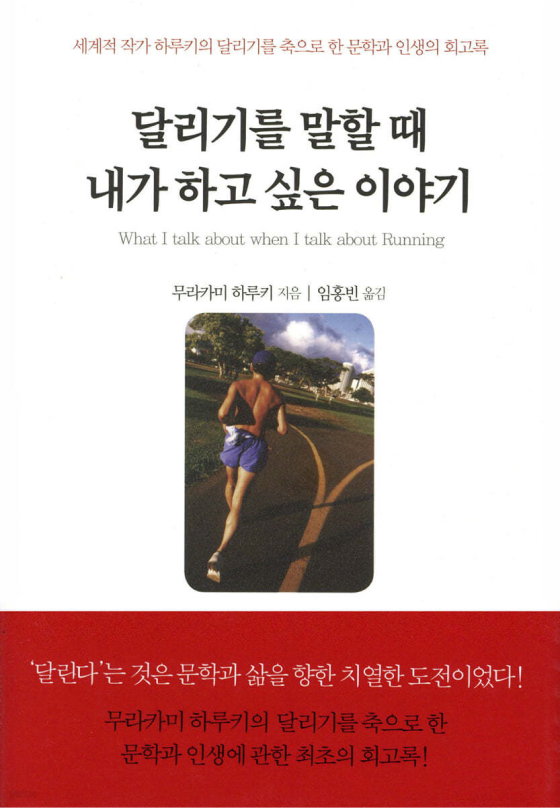 세계적 작가 하루키의 달리기를 축으로 한 문학과 인생의 회고록
달리기를 말할 때
내가 하고 싶은 이야기
What I talk about when I talk about Running
무라카미 하루키 지음 | 임홍빈 옮김
‘달린다’는 것은 문학과 삶을 향한 치열한 도전이었다!
무라카미 하루키의 달리기를 축으로 한
문학과 인생에 관한 최초의 회고록!